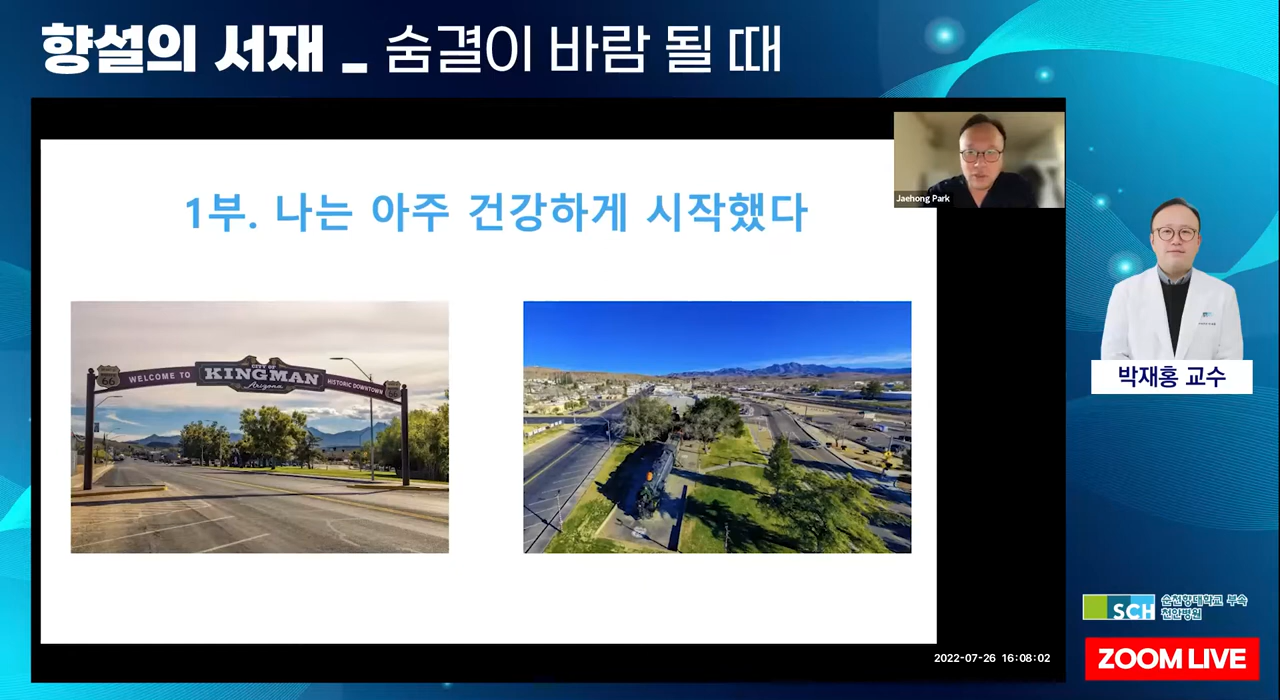 향설의 서재 _ 숨결이 바람 될 때
Jaehong Park
1부. 나는 아주 건강하게 시작했다
66
WELCOME TO
CITY OF
KINGMAN
Arizona
HISTORIC DOWNTOWN
박재홍 교수
SCH
순천향대학교 부속
천안병원
2022-07-26 16:08:02
ZOOM LIVE